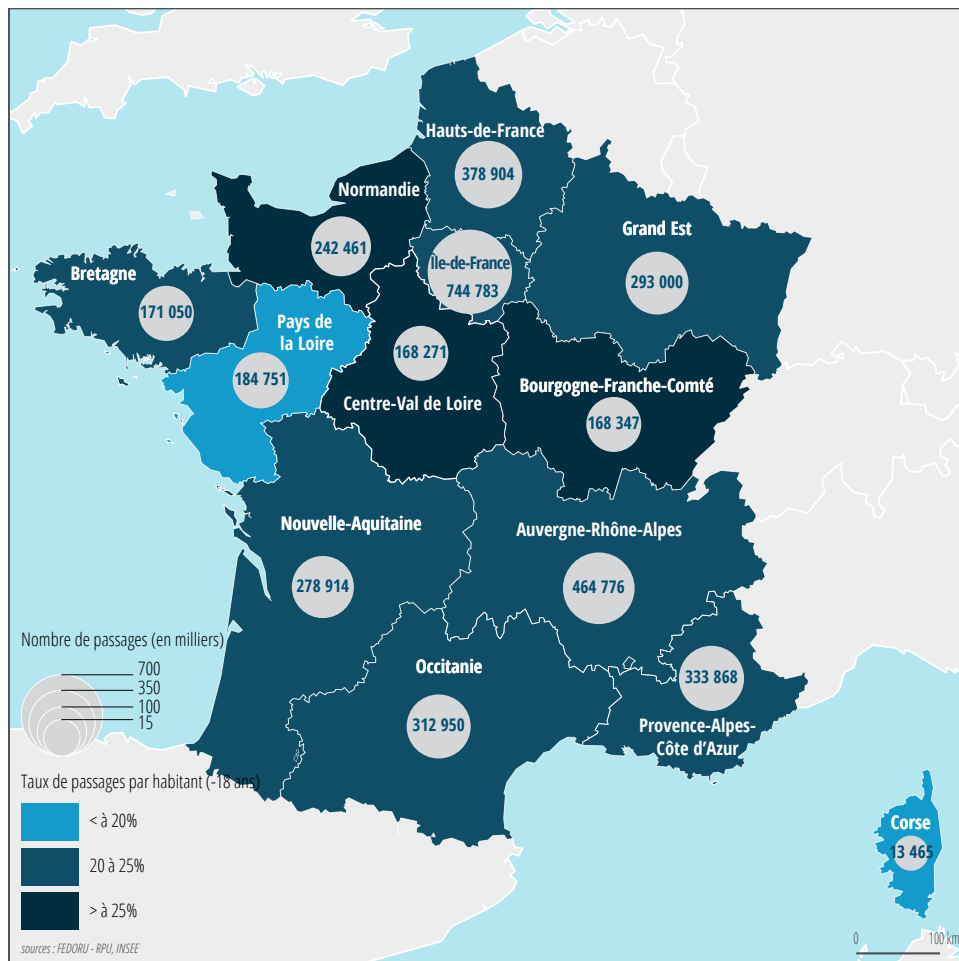 Hauts-de-France
378 904
Normandie
242 461
Île-de-France
744 783
Grand Est
293 000
Bretagne
171 050
Pays de
la Loire
184 751
168 271
Centre-Val de Loire
Bourgogne-Franche-Comté
168 347
Nouvelle-Aquitaine
278 914
Auvergne-Rhône-Alpes
464 776
Occitanie
312 950
333 868
Provence-Alpes-
Côte d'Azur
Corse
13 465
Nombre de passages (en milliers)
700
350
100
15
Taux de passages par habitant (-18 ans)
< à 20%
20 à 25%
> à 25%
sources : FEDORU - RPU, INSEE
0 100 km